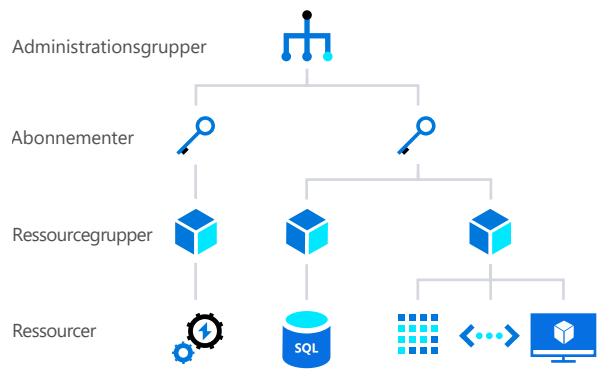 Administrationsgrupper
Abonnementer
Ressourcegrupper
Ressourcer
SQL